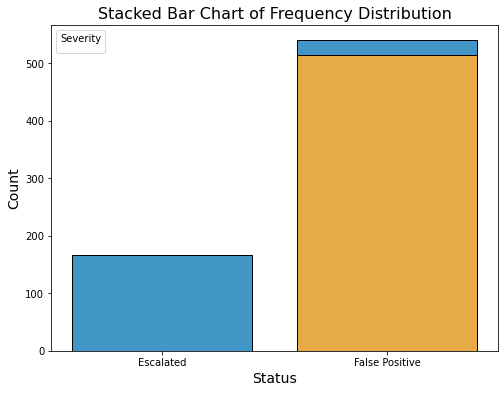 Stacked Bar Chart of Frequency Distribution
Severity
500
400
300
200
100
0
Count
Escalated
False Positive
Status